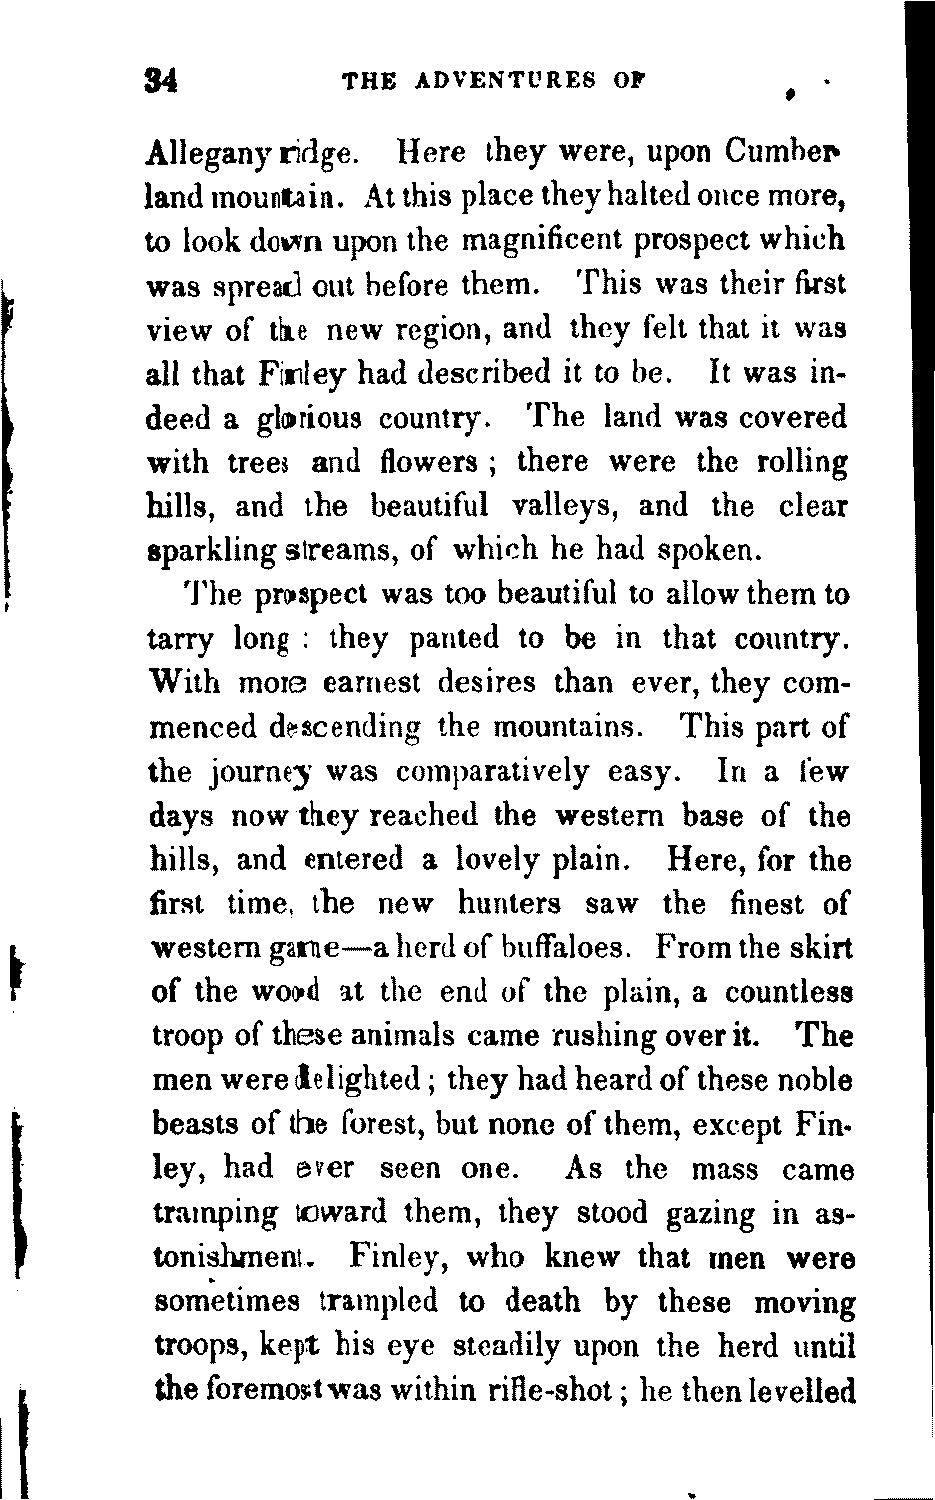 34 THE ADVENTURES OF
Allegany ridge. Here they were, upon Cumber-
land mountain. At this place they halted once more,
to look down upon the magnificent prospect which
was spread out before them. This was their first
view of the new region, and they felt that it was
all that Finley had described it to be. It was in-
deed a glorious country. The land was covered
with trees and flowers ; there were the rolling
hills, and the beautiful valleys, and the clear
sparkling streams, of which he had spoken.
The prospect was too beautiful to allow them to
tarry long : they panted to be in that country.
With more earnest desires than ever, they com-
menced descending the mountains. This part of
the journey was comparatively easy. In a few
days now they reached the western base of the
hills, and entered a lovely plain. Here, for the
first time, the new hunters saw the finest of
western game—a herd of buffaloes. From the skirt
of the wood at the end of the plain, a countless
troop of these animals came rushing over it. The
men were delighted ; they had heard of these noble
beasts of the forest, but none of them, except Fin-
ley, had ever seen one. As the mass came
tramping toward them, they stood gazing in as-
tonishment. Finley, who knew that men were
sometimes trampled to death by these moving
troops, kept his eye steadily upon the herd until
the foremost was within rifle-shot ; he then levelled